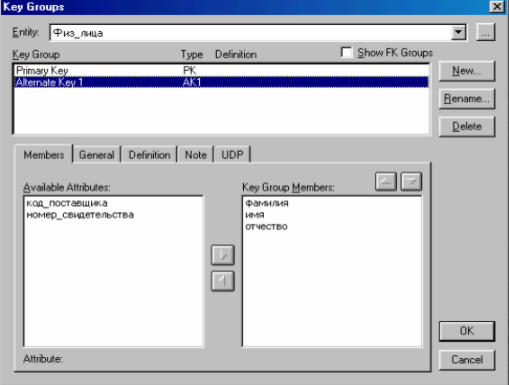 Key Groups
Entity: Физ_лица
...
Key Group Type Definition Show FK Groups
Primary Key PK
Alternate Key 1 AK1
New...
Rename...
Delete
Members General Definition Note UDP
Available Attributes:
код_поставщика
номер_свидетельства
Key Group Members:
фамилия
имя
отчество
Attribute:
OK
Cancel